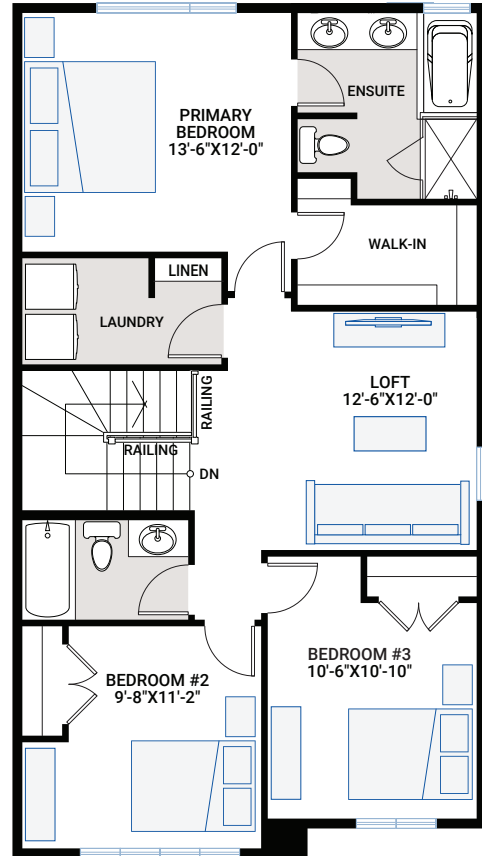 ENSUITE
PRIMARY
BEDROOM
13'-6"X12'-0"
WALK-IN
LINEN
LAUNDRY
LOFT
12'-6"X12'-0"
RAILING
RAILING
DN
BEDROOM #3
10'-6"X10'-10"
BEDROOM #2
9'-8"X11'-2"